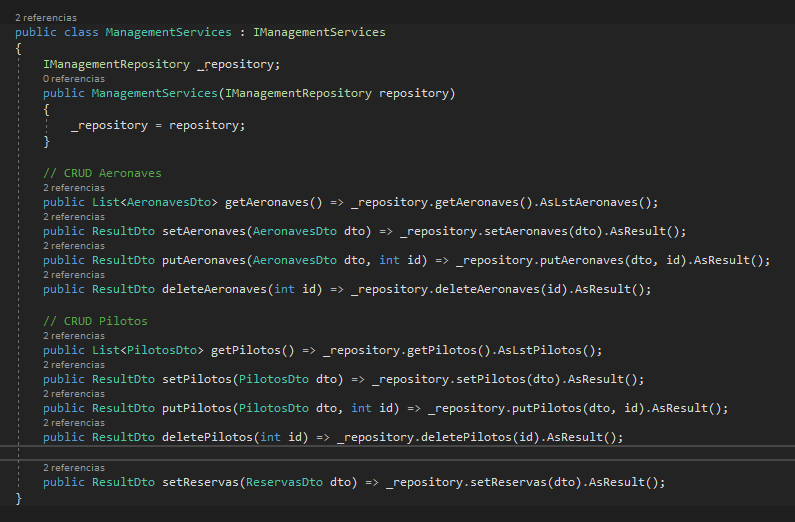 2 referencias
public class ManagementServices : IManagementServices
{
IManagementRepository _repository;
0 referencias
public ManagementServices(IManagementRepository repository)
{
_repository = repository;
}
// CRUD Aeronaves
2 referencias
public List<AeronavesDto> getAeronaves() => _repository.getAeronaves().AsLstAeronaves();
2 referencias
public ResultDto setAeronaves(AeronavesDto dto) => _repository.setAeronaves(dto).AsResult();
2 referencias
public ResultDto putAeronaves(AeronavesDto dto, int id) => _repository.putAeronaves(dto, id).AsResult();
2 referencias
public ResultDto deleteAeronaves(int id) => _repository.deleteAeronaves(id).AsResult();
// CRUD Pilotos
2 referencias
public List<PilotosDto> getPilotos() => _repository.getPilotos().AsLstPilotos();
2 referencias
public ResultDto setPilotos(PilotosDto dto) => _repository.setPilotos(dto).AsResult();
2 referencias
public ResultDto putPilotos(PilotosDto dto, int id) => _repository.putPilotos(dto, id).AsResult();
2 referencias
public ResultDto deletePilotos(int id) => _repository.deletePilotos(id).AsResult();
2 referencias
public ResultDto setReservas(ReservasDto dto) => _repository.setReservas(dto).AsResult();
}